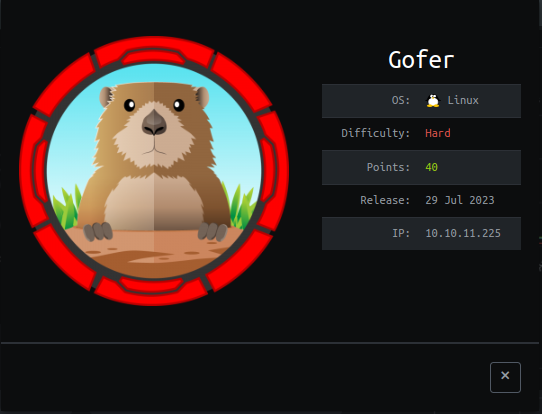 Gofer
OS: Linux
Difficulty: Hard
Points: 40
Release: 29 Jul 2023
IP: 10.10.11.225
×